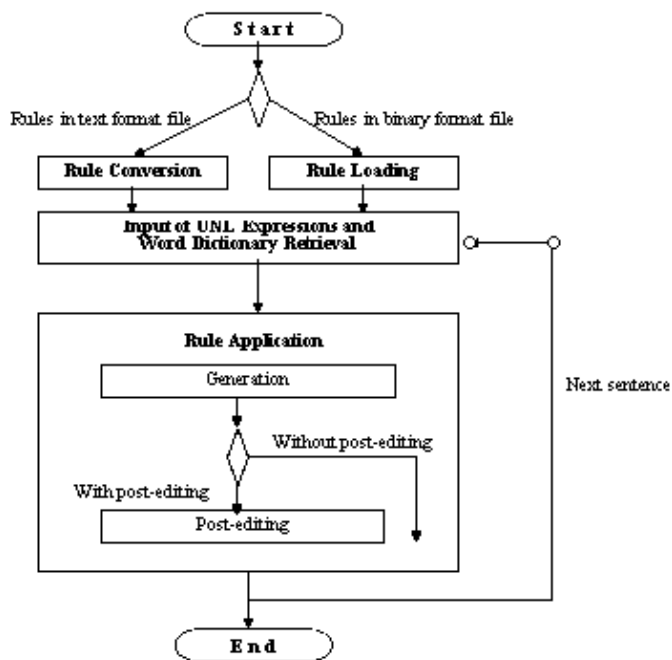 Start
Rules in text format file
Rules in binary format file
Rule Conversion
Rule Loading
Input of UNL Expressions and
Word Dictionary Retrieval
Rule Application
Generation
Next sentence
Without post-editing
With post-editing
Post-editing
End